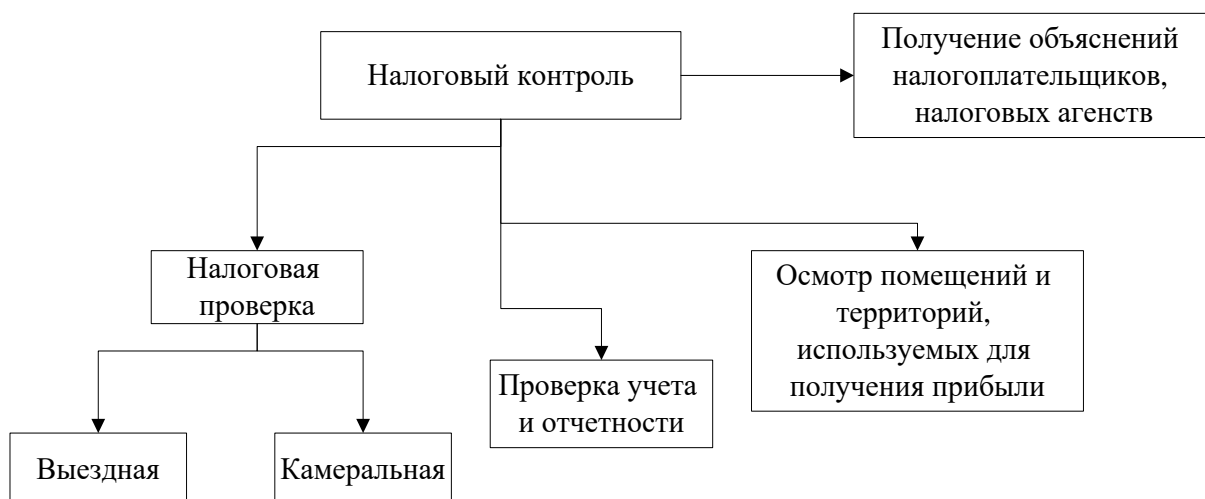 Налоговый контроль
Получение объяснений
налогоплательщиков,
налоговых агенств
Налоговая
проверка
Осмотр помещений и
территорий,
используемых для
получения прибыли
Проверка учета
и отчетности
Выездная
Камеральная